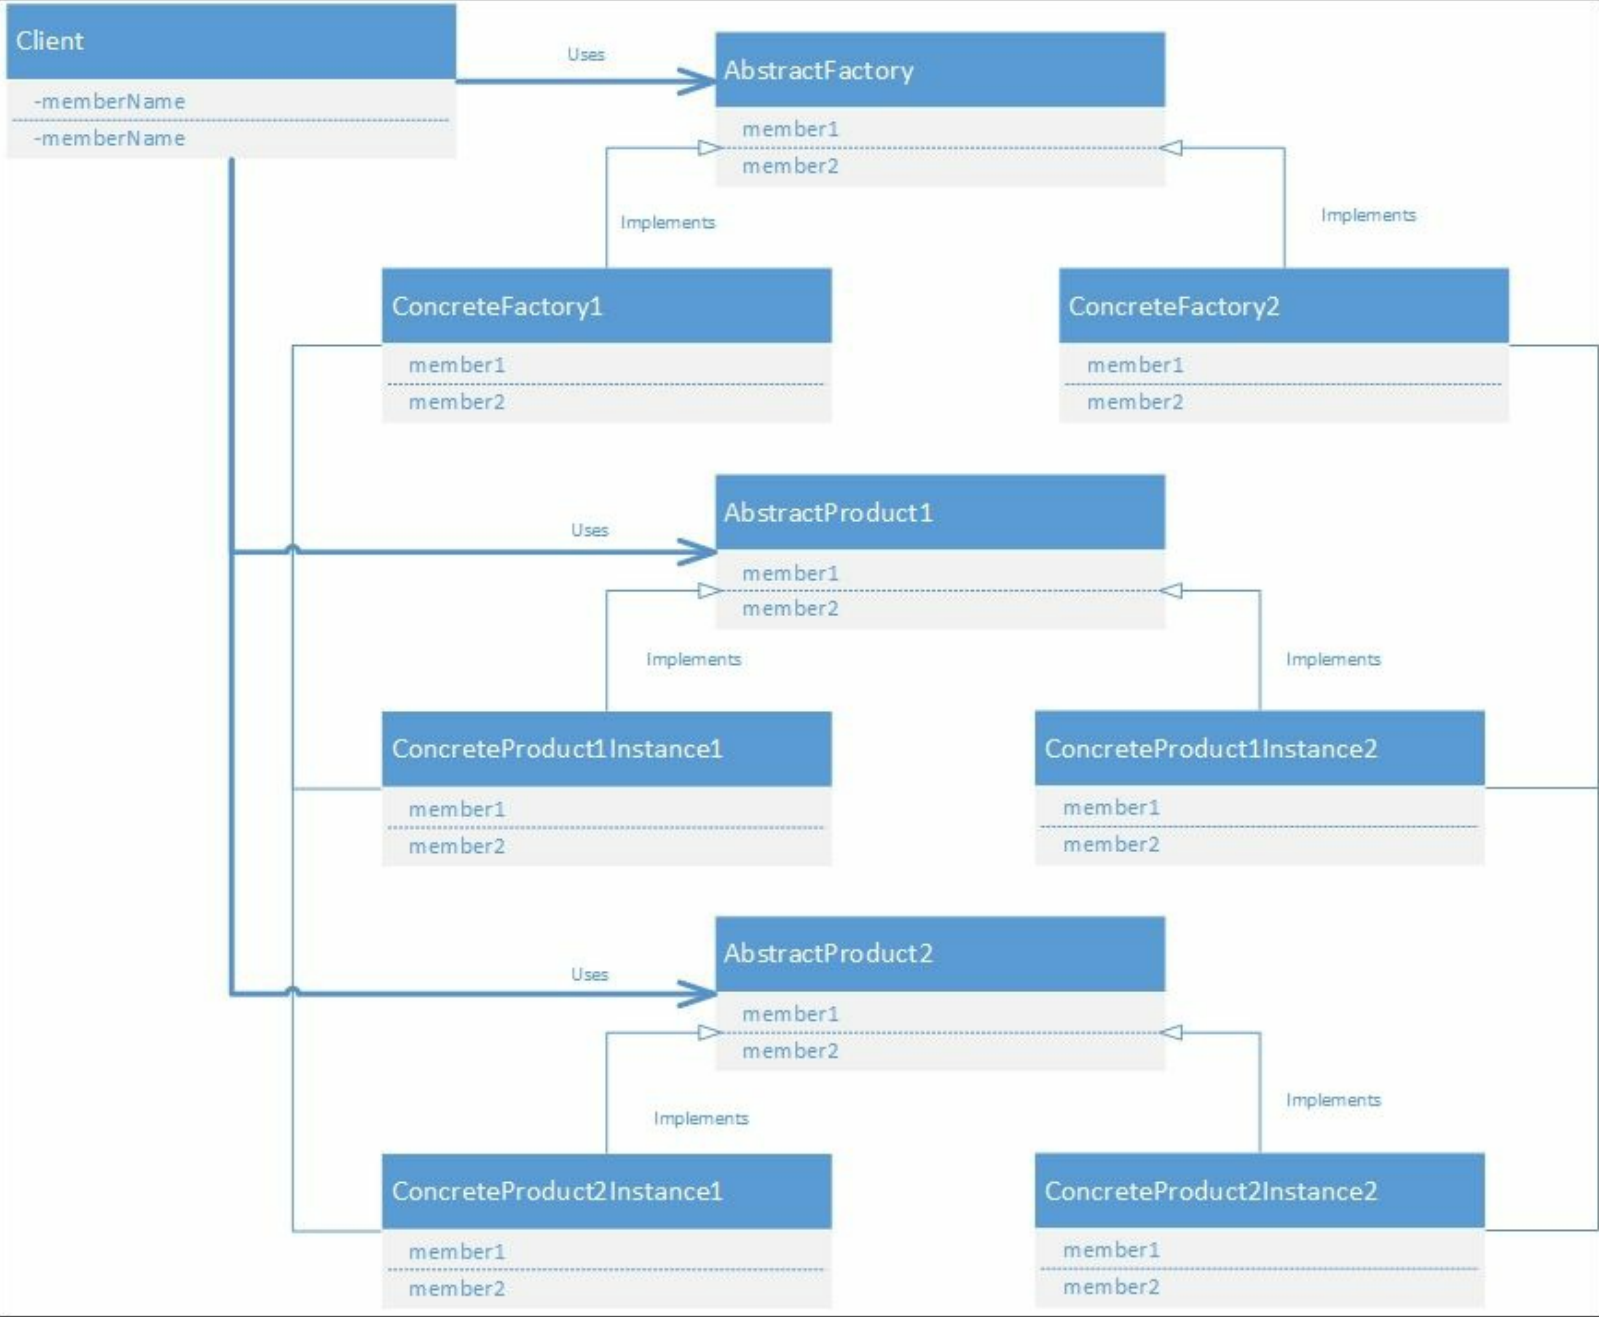 Client
-memberName
-memberName
Uses
AbstractFactory
member1
member2
Implements
Implements
ConcreteFactory1
member1
member2
ConcreteFactory2
member1
member2
Uses
AbstractProduct1
member1
member2
Implements
Implements
ConcreteProduct1Instance1
member1
member2
ConcreteProduct1Instance2
member1
member2
Uses
AbstractProduct2
member1
member2
Implements
Implements
ConcreteProduct2Instance1
member1
member2
ConcreteProduct2Instance2
member1
member2